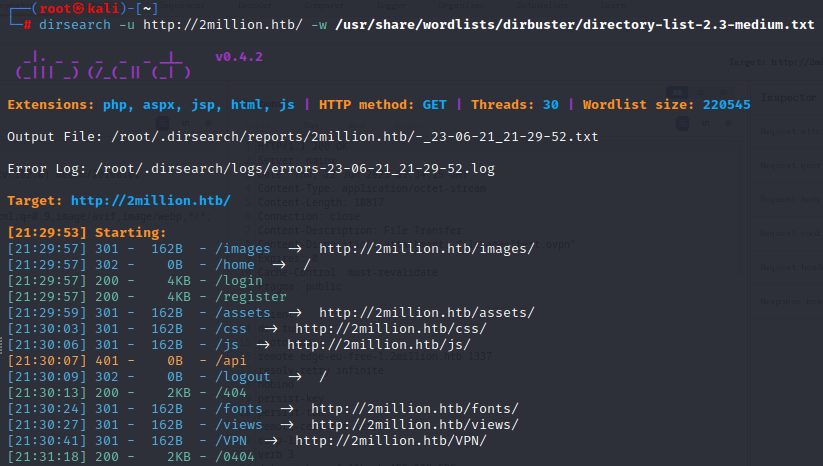 ┌──(root㉿kali)-[~]
└─# dirsearch -u http://2million.htb/ -w /usr/share/wordlists/dirbuster/directory-list-2.3-medium.txt
v0.4.2
Extensions: php, aspx, jsp, html, js | HTTP method: GET | Threads: 30 | Wordlist size: 220545
Output File: /root/.dirsearch/reports/2million.htb/-_23-06-21_21-29-52.txt
Error Log: /root/.dirsearch/logs/errors-23-06-21_21-29-52.log
Target: http://2million.htb/
[21:29:53] Starting:
[21:29:57] 301 - 162B - /images -> http://2million.htb/images/
[21:29:57] 302 - 0B - /home -> /
[21:29:57] 200 - 4KB - /login
[21:29:57] 200 - 4KB - /register
[21:29:59] 301 - 162B - /assets -> http://2million.htb/assets/
[21:30:03] 301 - 162B - /css -> http://2million.htb/css/
[21:30:06] 301 - 162B - /js -> http://2million.htb/js/
[21:30:07] 401 - 0B - /api
[21:30:09] 302 - 0B - /logout -> /
[21:30:13] 200 - 2KB - /404
[21:30:24] 301 - 162B - /fonts -> http://2million.htb/fonts/
[21:30:27] 301 - 162B - /views -> http://2million.htb/views/
[21:30:41] 301 - 162B - /VPN -> http://2million.htb/VPN/
[21:31:18] 200 - 2KB - /0404